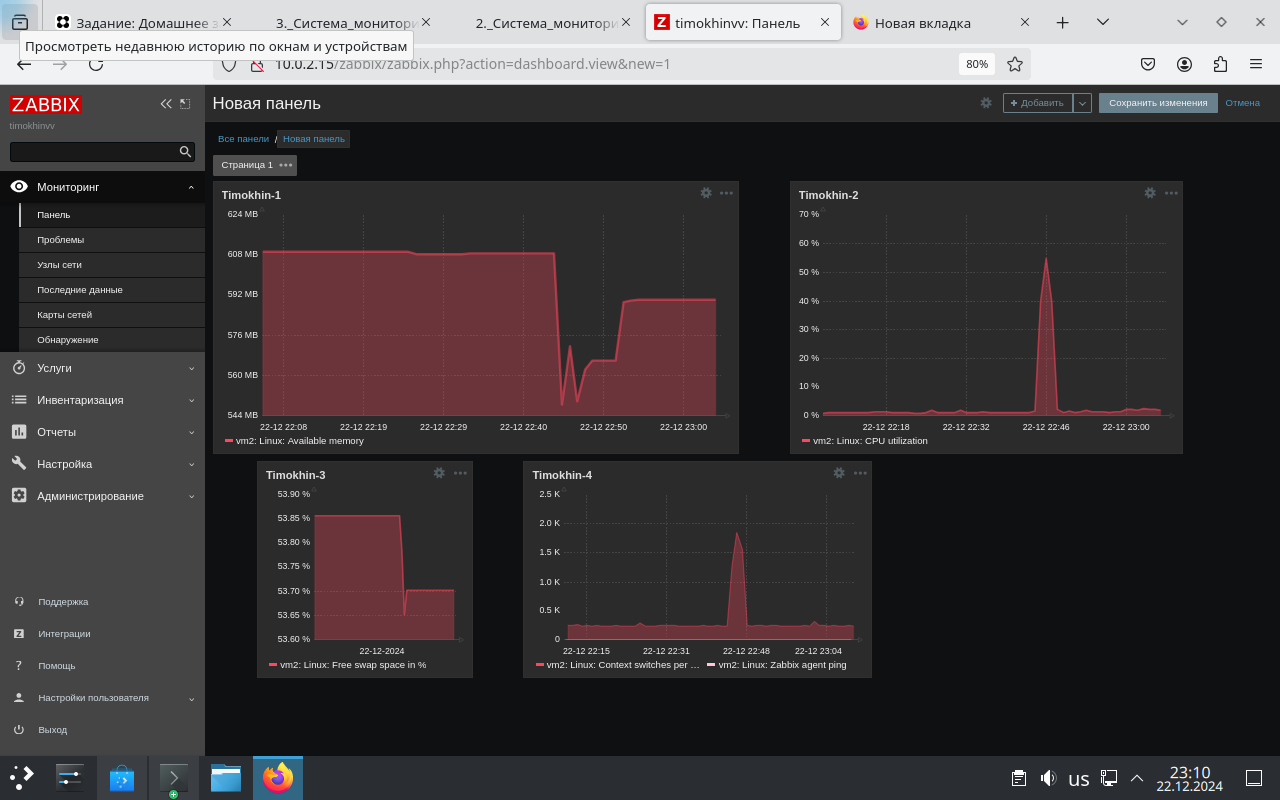 Задание: Домашнее з
3._Система_монитори
2._Система_монитори
timokhinvv: Панель
Новая вкладка
Просмотреть недавнюю историю по окнам и устройствам
10.0.2.15/zabbix/zabbix.php?action=dashboard.view&new=1
80%
ZABBIX
timokhinvv
Новая панель
Добавить
Сохранить изменения
Отмена
Все панели / Новая панель
Страница 1
Мониторинг
Панель
Проблемы
Узлы сети
Последние данные
Карты сетей
Обнаружение
Услуги
Инвентаризация
Отчеты
Настройка
Администрирование
Поддержка
Интеграции
Помощь
Настройки пользователя
Выход
Timokhin-1
624 MB
608 MB
592 MB
576 MB
560 MB
544 MB
22-12 22:08 22-12 22:19 22-12 22:29 22-12 22:40 22-12 22:50 22-12 23:00
vm2: Linux: Available memory
Timokhin-2
70 %
60 %
50 %
40 %
30 %
20 %
10 %
0 %
22-12 22:18 22-12 22:32 22-12 22:46 22-12 23:00
vm2: Linux: CPU utilization
Timokhin-3
53.90 %
53.85 %
53.80 %
53.75 %
53.70 %
53.65 %
53.60 %
22-12-2024
vm2: Linux: Free swap space in %
Timokhin-4
2.5 K
2.0 K
1.5 K
1.0 K
0.5 K
0
22-12 22:15 22-12 22:31 22-12 22:48 22-12 23:04
vm2: Linux: Context switches per … vm2: Linux: Zabbix agent ping
us
23:10
22.12.2024